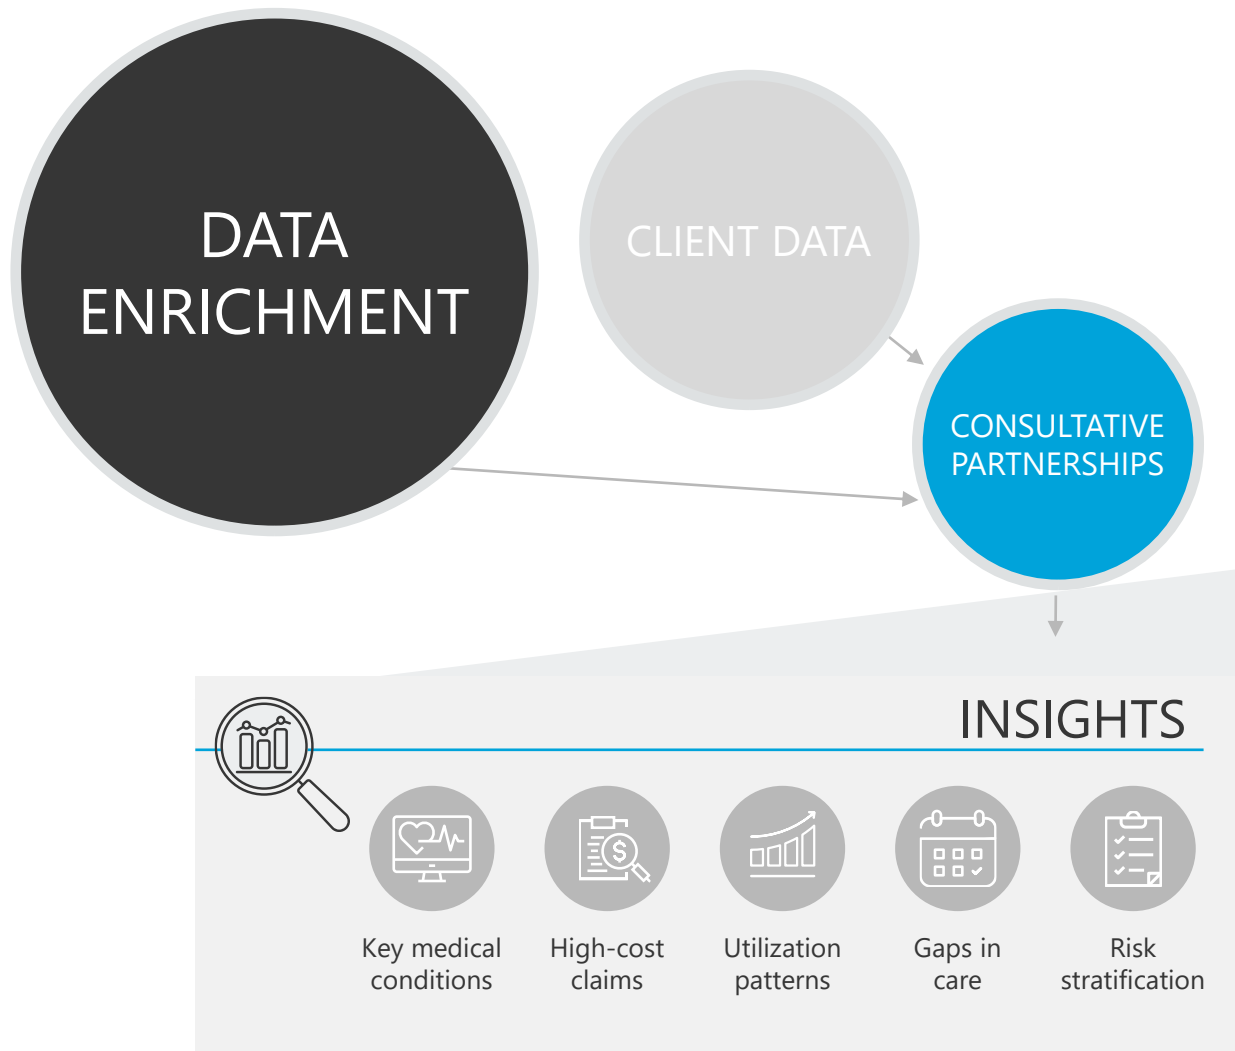 DATA
ENRICHMENT
CLIENT DATA
CONSULTATIVE
PARTNERSHIPS
INSIGHTS
$
Key medical
conditions
High-cost
claims
Utilization
patterns
Gaps in
care
Risk
stratification